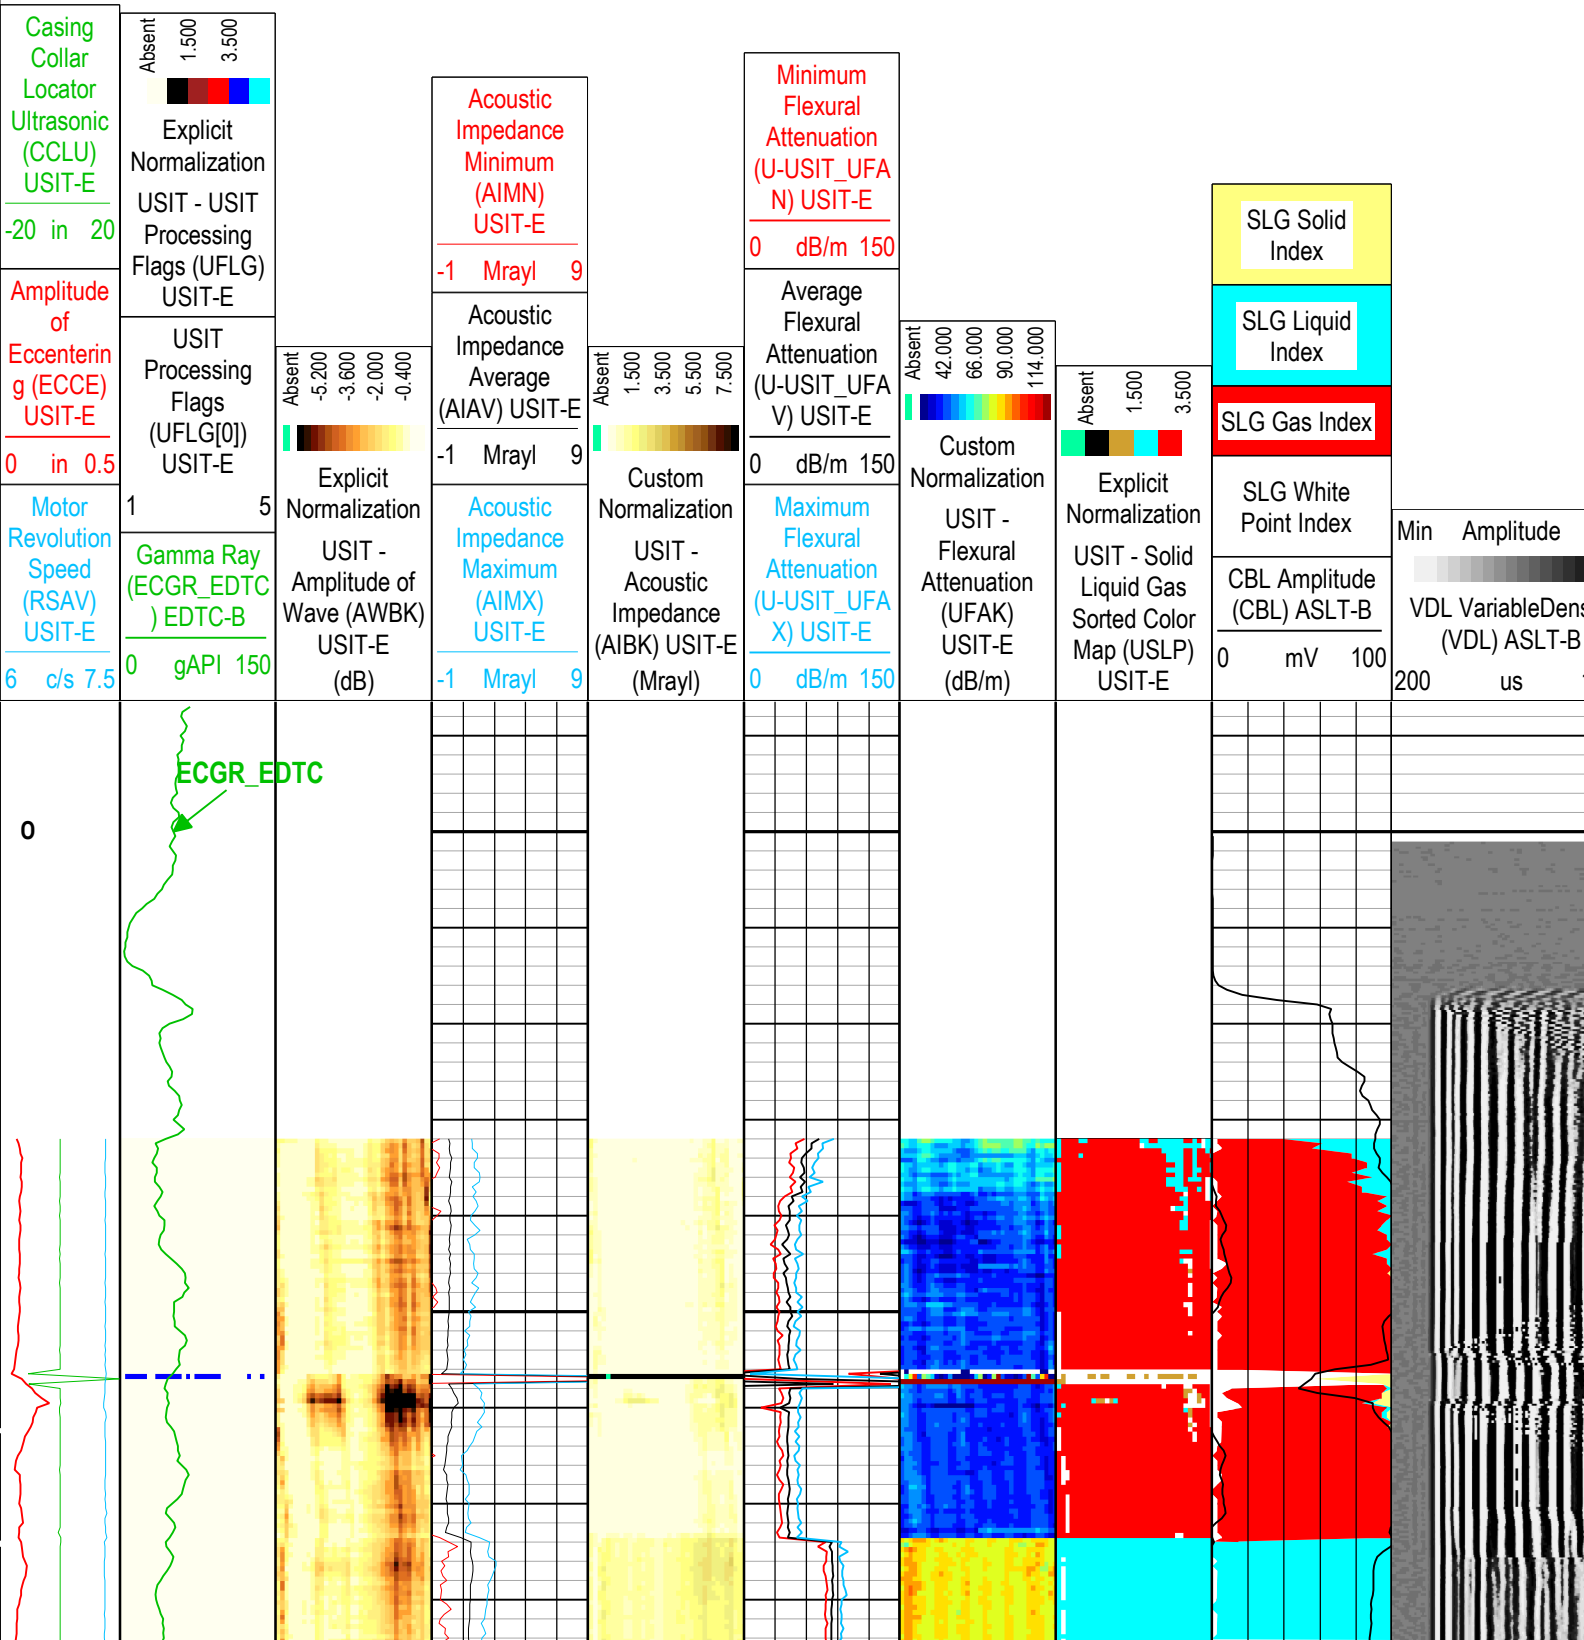 Casing
Collar
Locator
Ultrasonic
(CCLU)
USIT-E
-20 in 20
Amplitude
of
Eccenterin
g (ECCE)
USIT-E
0 in 0.5
Motor
Revolution
Speed
(RSAV)
USIT-E
6 c/s 7.5
Absent
1.500
3.500
Explicit
Normalization
USIT - USIT
Processing
Flags (UFLG)
USIT-E
USIT
Processing
Flags
(UFLG[0])
USIT-E
1 5
Gamma Ray
(ECGR_EDTC
) EDTC-B
0 gAPI 150
Absent
-5.200
-3.600
-2.000
-0.400
Explicit
Normalization
USIT -
Amplitude of
Wave (AWBK)
USIT-E
(dB)
Acoustic
Impedance
Minimum
(AIMN)
USIT-E
-1 Mrayl 9
Acoustic
Impedance
Average
(AIAV) USIT-E
-1 Mrayl 9
Acoustic
Impedance
Maximum
(AIMX)
USIT-E
-1 Mrayl 9
Absent
1.500
3.500
5.500
7.500
Custom
Normalization
USIT -
Acoustic
Impedance
(AIBK) USIT-E
(Mrayl)
Minimum
Flexural
Attenuation
(U-USIT_UFA
N) USIT-E
0 dB/m 150
Average
Flexural
Attenuation
(U-USIT_UFA
V) USIT-E
0 dB/m 150
Maximum
Flexural
Attenuation
(U-USIT_UFA
X) USIT-E
0 dB/m 150
Absent
42.000
66.000
90.000
114.000
Custom
Normalization
USIT -
Flexural
Attenuation
(UFAK)
USIT-E
(dB/m)
Absent
1.500
3.500
Explicit
Normalization
USIT - Solid
Liquid Gas
Sorted Color
Map (USLP)
USIT-E
SLG Solid
Index
SLG Liquid
Index
SLG Gas Index
SLG White
Point Index
CBL Amplitude
(CBL) ASLT-B
0 mV 100
Min Amplitude
VDL VariableDens
(VDL) ASLT-B
200 us
ECGR_EDTC
0